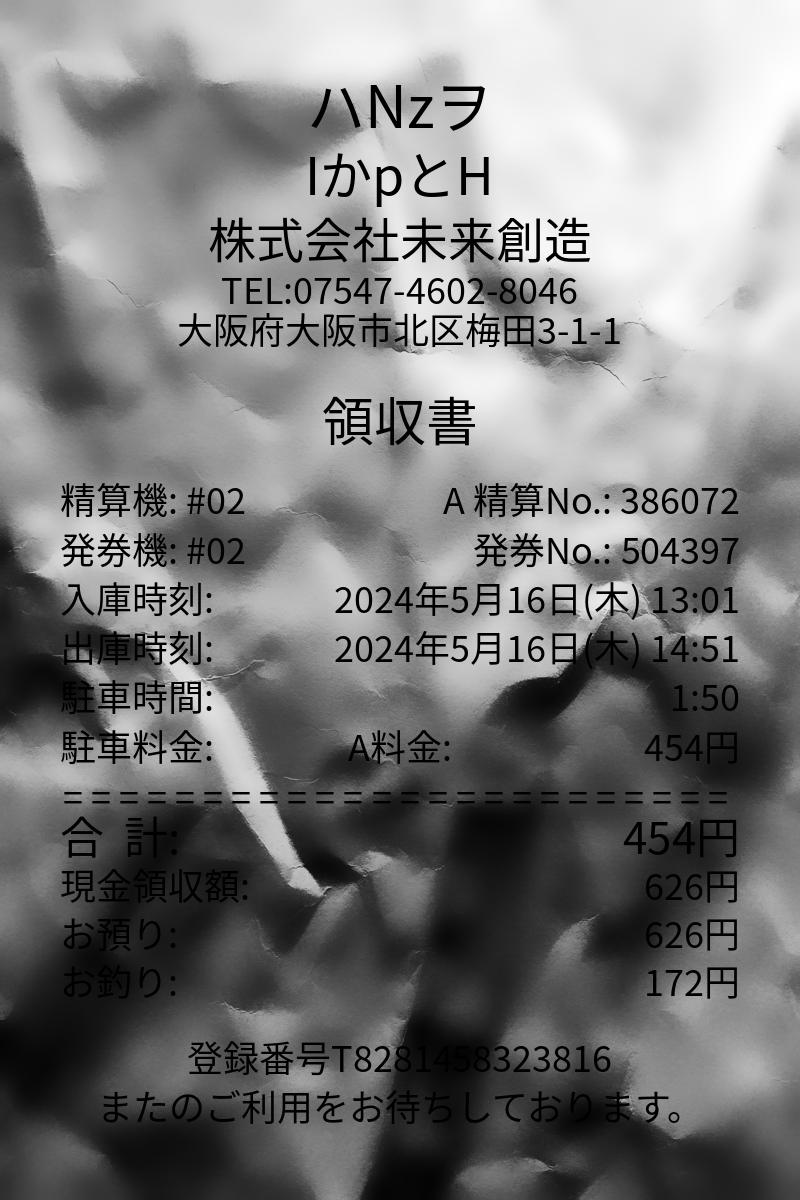 ハNzヲ
IかpとH
株式会社未来創造
TEL:07547-4602-8046
大阪府大阪市北区梅田3-1-1
領収書
精算機: #02 A 精算No.: 386072
発券機: #02 発券No.: 504397
入庫時刻: 2024年5月16日(木) 13:01
出庫時刻: 2024年5月16日(木) 14:51
駐車時間: 1:50
駐車料金: A料金: 454円
========================
合 計: 454円
現金領収額: 626円
お預り: 626円
お釣り: 172円
登録番号T8281458323816
またのご利用をお待ちしております。